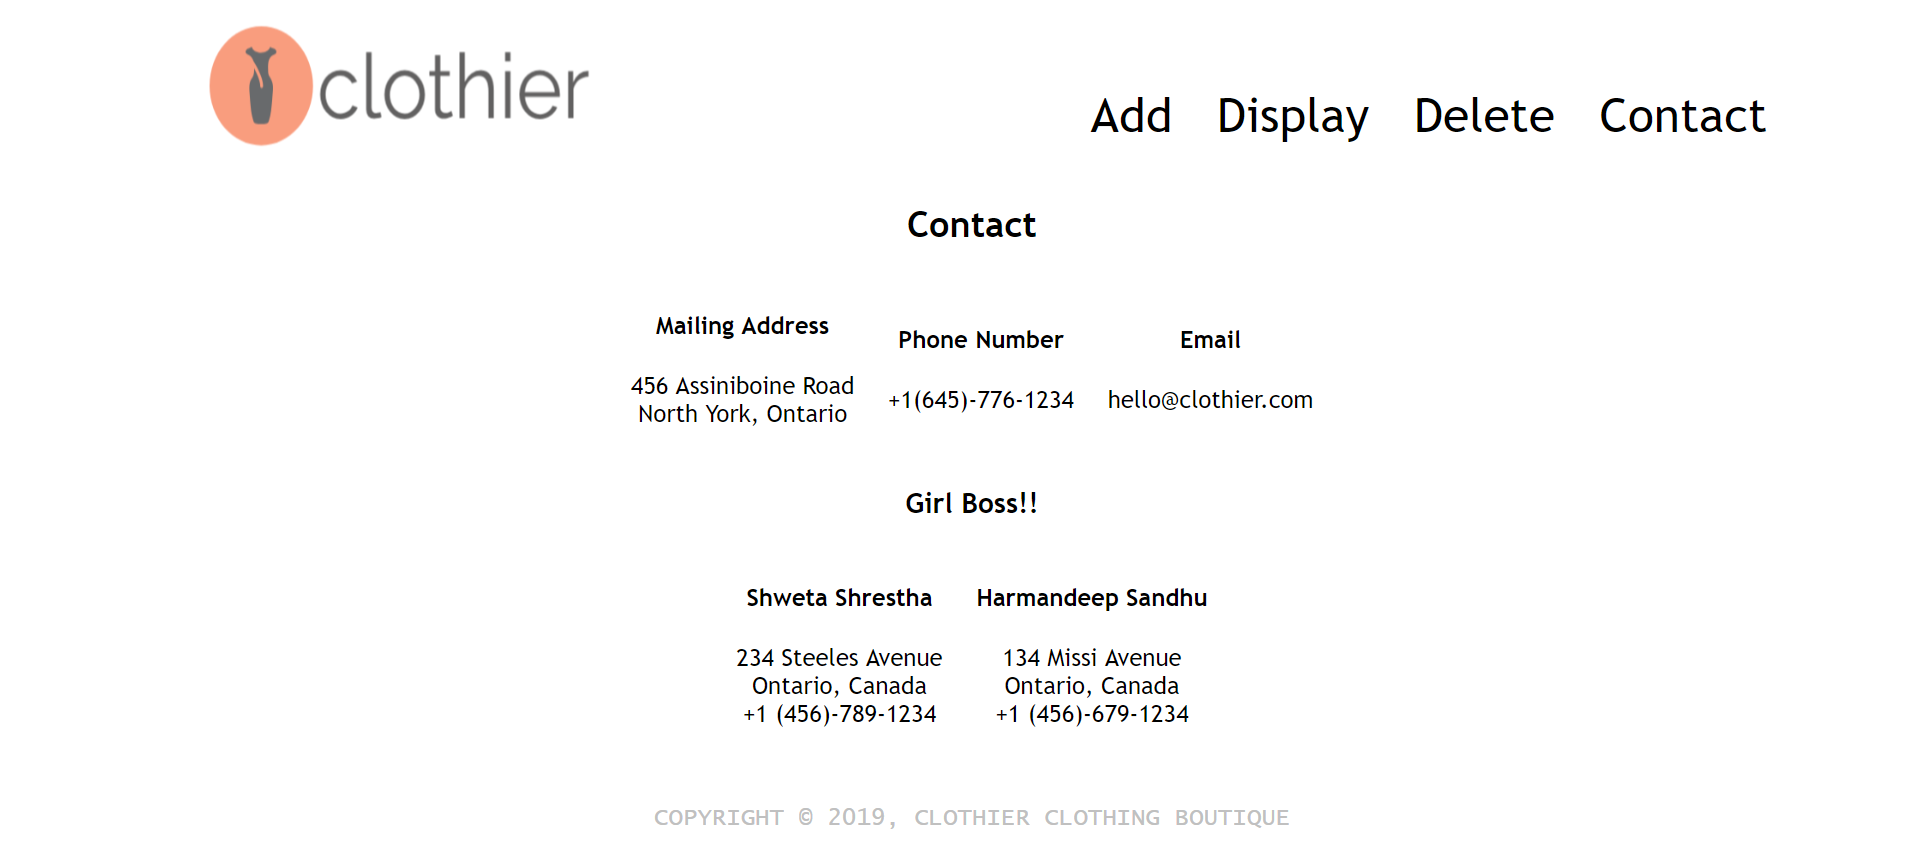 clothier
Add Display Delete Contact
Contact
Mailing Address
456 Assiniboine Road
North York, Ontario
Phone Number
+1(645)-776-1234
Email
hello@clothier.com
Girl Boss!!
Shweta Shrestha
234 Steeles Avenue
Ontario, Canada
+1 (456)-789-1234
Harmandeep Sandhu
134 Missi Avenue
Ontario, Canada
+1 (456)-679-1234
COPYRIGHT © 2019, CLOTHIER CLOTHING BOUTIQUE